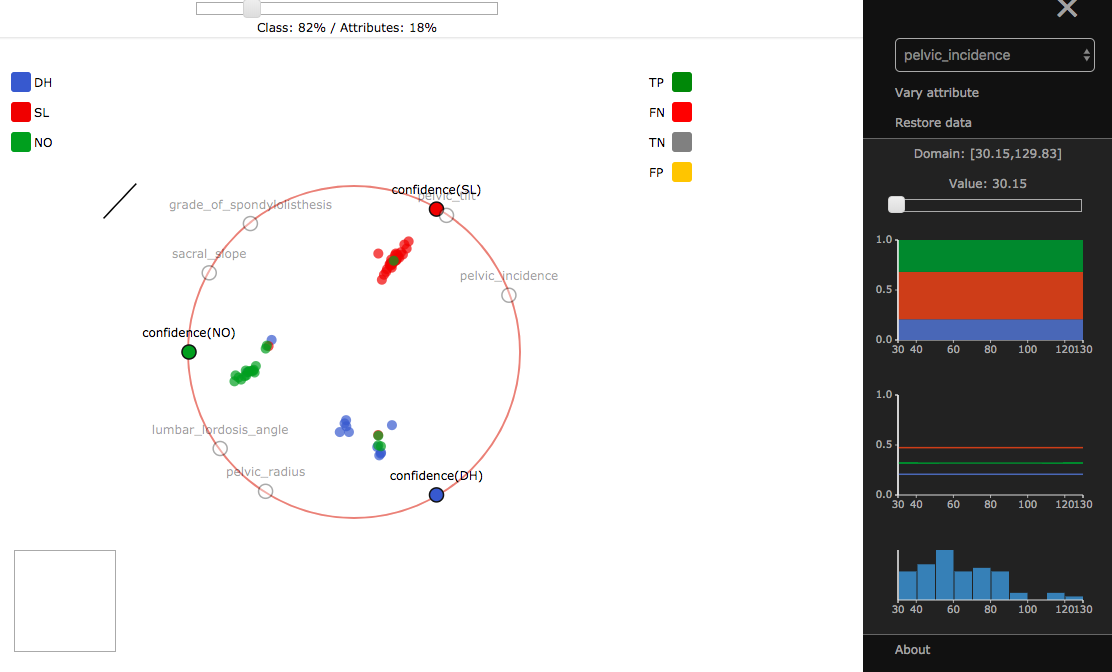 Class: 82% / Attributes: 18%
DH
SL
NO
TP
FN
TN
FP
confidence(SL)
pelvic_tilt
grade_of_spondylolisthesis
sacral_slope
pelvic_incidence
confidence(NO)
lumbar_lordosis_angle
pelvic_radius
confidence(DH)
pelvic_incidence
Vary attribute
Restore data
Domain: [30.15,129.83]
Value: 30.15
1.0
0.5
0.0
30 40 60 80 100 120130
1.0
0.5
0.0
30 40 60 80 100 120130
30 40 60 80 100 120130
About